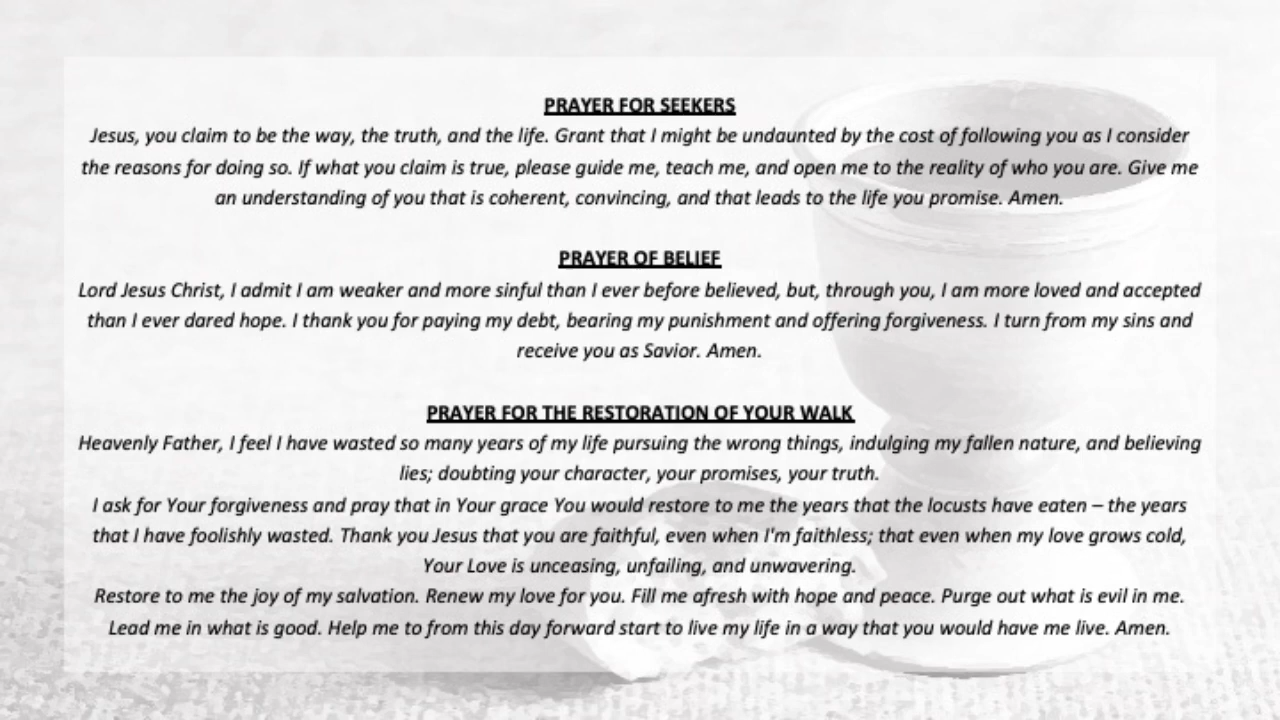 PRAYER FOR SEEKERS
Jesus, you claim to be the way, the truth, and the life. Grant that I might be undaunted by the cost of following you as I consider
the reasons for doing so. If what you claim is true, please guide me, teach me, and open me to the reality of who you are. Give me
an understanding of you that is coherent, convincing, and that leads to the life you promise. Amen.
PRAYER OF BELIEF
Lord Jesus Christ, I admit I am weaker and more sinful than I ever before believed, but, through you, I am more loved and accepted
than I ever dared hope. I thank you for paying my debt, bearing my punishment and offering forgiveness. I turn from my sins and
receive you as Savior. Amen.
PRAYER FOR THE RESTORATION OF YOUR WALK
Heavenly Father, I feel I have wasted so many years of my life pursuing the wrong things, indulging my fallen nature, and believing
lies; doubting your character, your promises, your truth.
I ask for Your forgiveness and pray that in Your grace You would restore to me the years that the locusts have eaten – the years
that I have foolishly wasted. Thank you Jesus that you are faithful, even when I'm faithless; that even when my love grows cold,
Your Love is unceasing, unfailing, and unwavering.
Restore to me the joy of my salvation. Renew my love for you. Fill me afresh with hope and peace. Purge out what is evil in me.
Lead me in what is good. Help me to from this day forward start to live my life in a way that you would have me live. Amen.